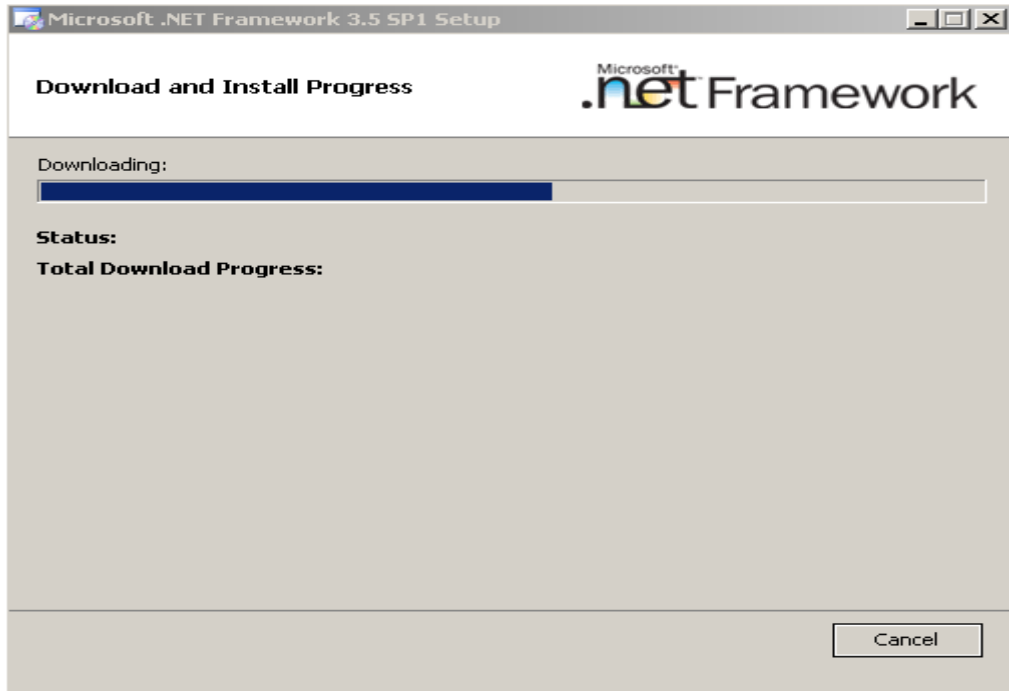 Microsoft .NET Framework 3.5 SP1 Setup
Download and Install Progress
Microsoft
.net Framework
Downloading:
Status:
Total Download Progress:
Cancel